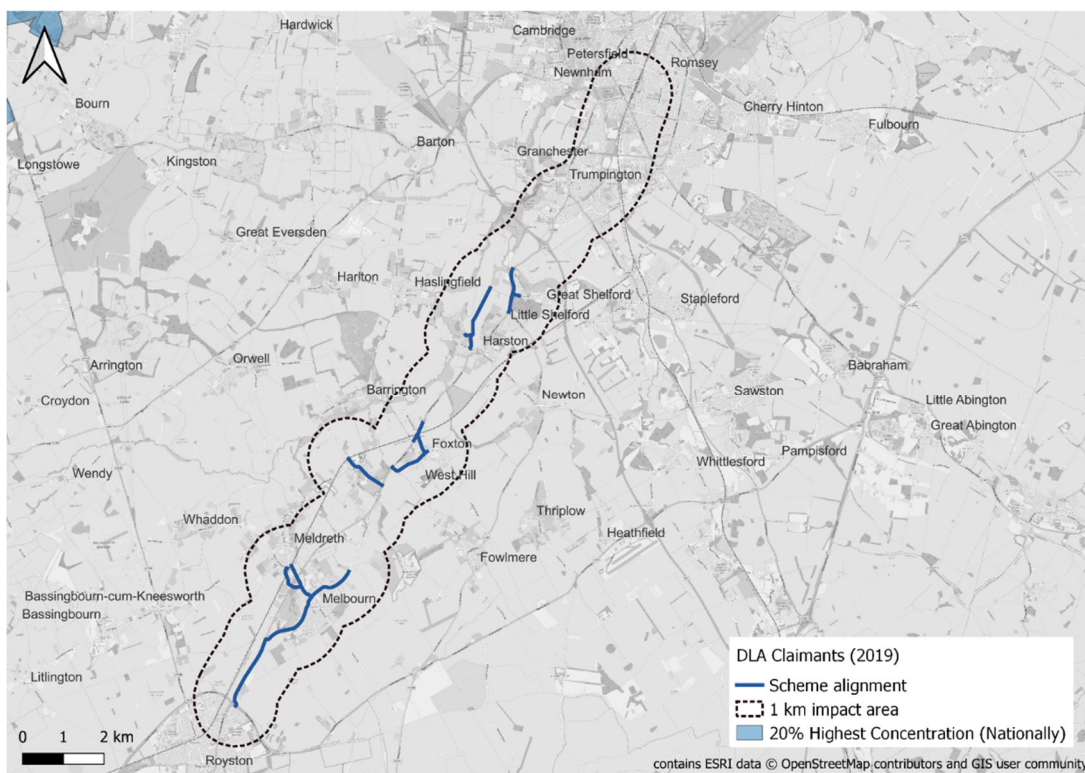 Hardwick
Cambridge
Petersfield
Romsey
Newnham
Bourn
Cherry Hinton
Fulbourn
Barton
Longstowe
Kingston
Granchester
Trumpington
Great Eversden
Harlton
Haslingfield
Great Shelford
Stapleford
Little Shelford
Harston
Arrington
Orwell
Babraham
Barrington
Newton
Sawston
Croydon
Little Abington
Great Abington
Foxton
Pampisford
Wendy
West Hill
Whittlesford
Whaddon
Thriplow
Meldreth
Heathfield
Fowlmere
Bassingbourn-cum-Kneesworth
Melbourn
Bassingbourn
Litlington
Royston
0 1 2 km
DLA Claimants (2019)
Scheme alignment
1 km impact area
20% Highest Concentration (Nationally)
contains ESRI data © OpenStreetMap contributors and GIS user community